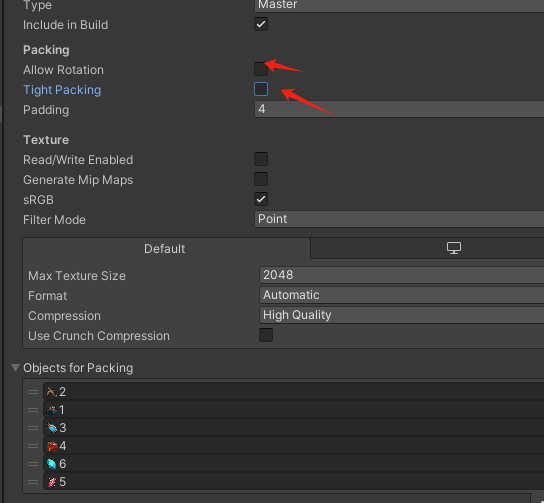 Type Master
Include in Build
Packing
Allow Rotation
Tight Packing
Padding 4
Texture
Read/Write Enabled
Generate Mip Maps
sRGB
Filter Mode Point
Default
Max Texture Size 2048
Format Automatic
Compression High Quality
Use Crunch Compression
Objects for Packing
2
1
3
4
6
5